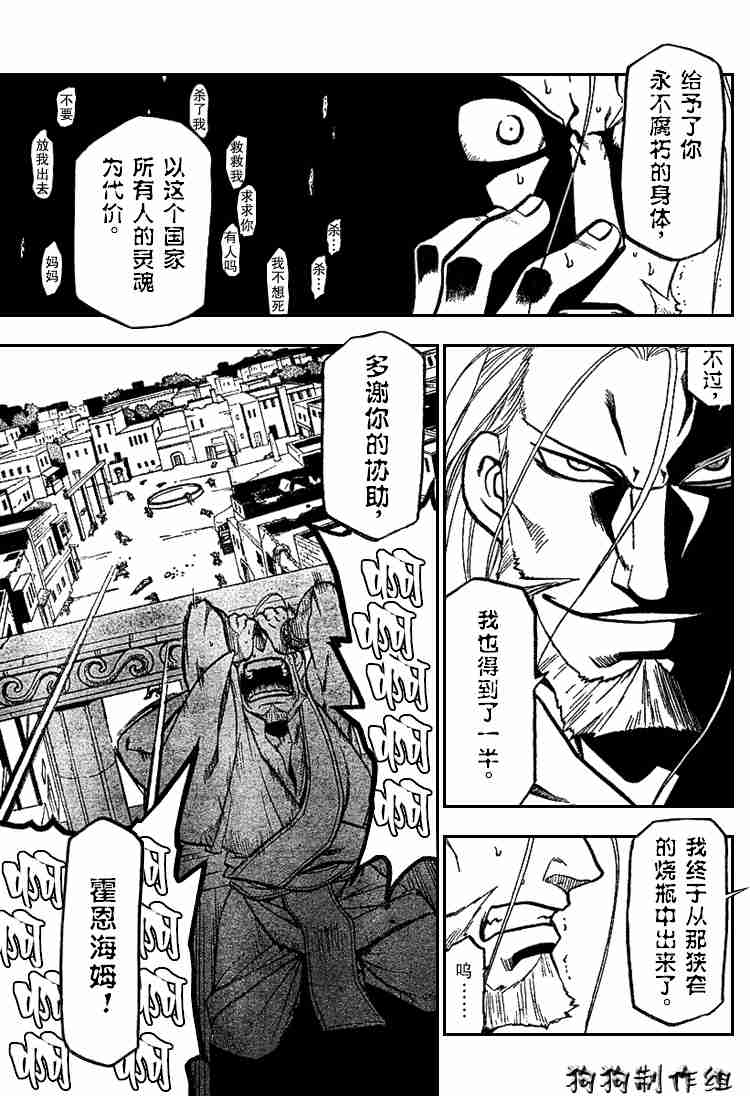 给予了你
永不腐朽的身体，
以这个国家
所有人的灵魂
为代价。
杀…
杀…
我不想死
有人吗
求求你
救救我
杀了我
不要
放我出去
妈妈
不过，
我也得到了一半。
我终于从那狭窄
的烧瓶中出来了。
呜……
多谢你的协助，
霍恩海姆！
狗狗制作组